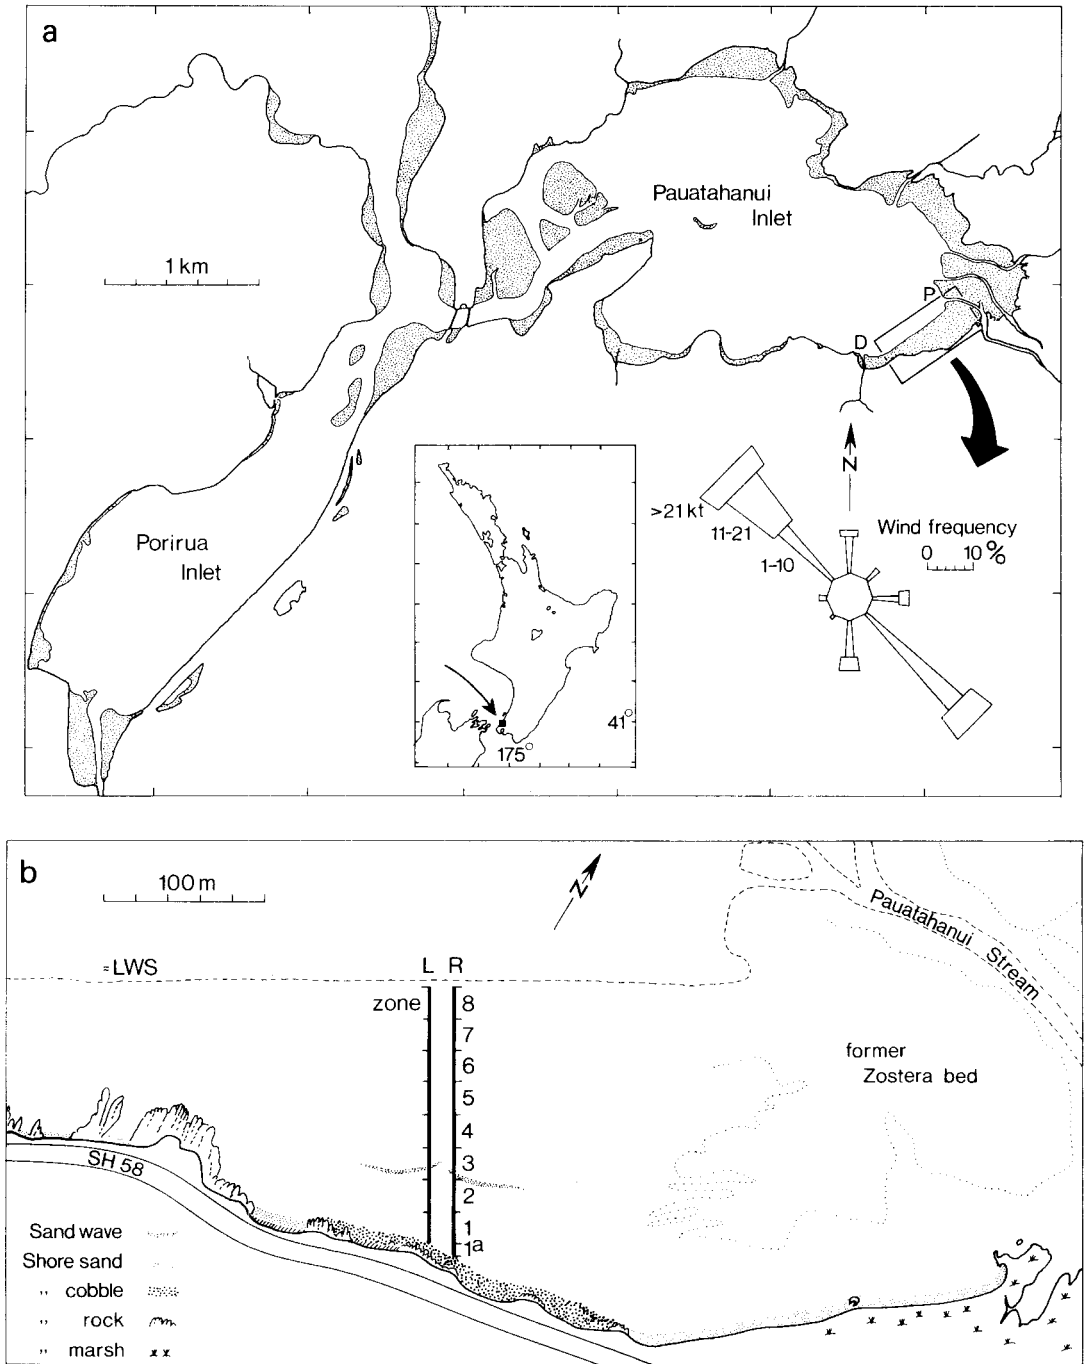 a
Pauatahanui
Inlet
1 km
P
D
N
>21 kt
11-21
1-10
Wind frequency
0 10 %
Porirua
Inlet
41°
175°
b
100 m
N
Pauatahanui Stream
≈LWS
L R
zone
8
7
6
5
4
3
2
1
1a
former
Zostera bed
SH 58
Sand wave
Shore sand
„ cobble
„ rock
„ marsh